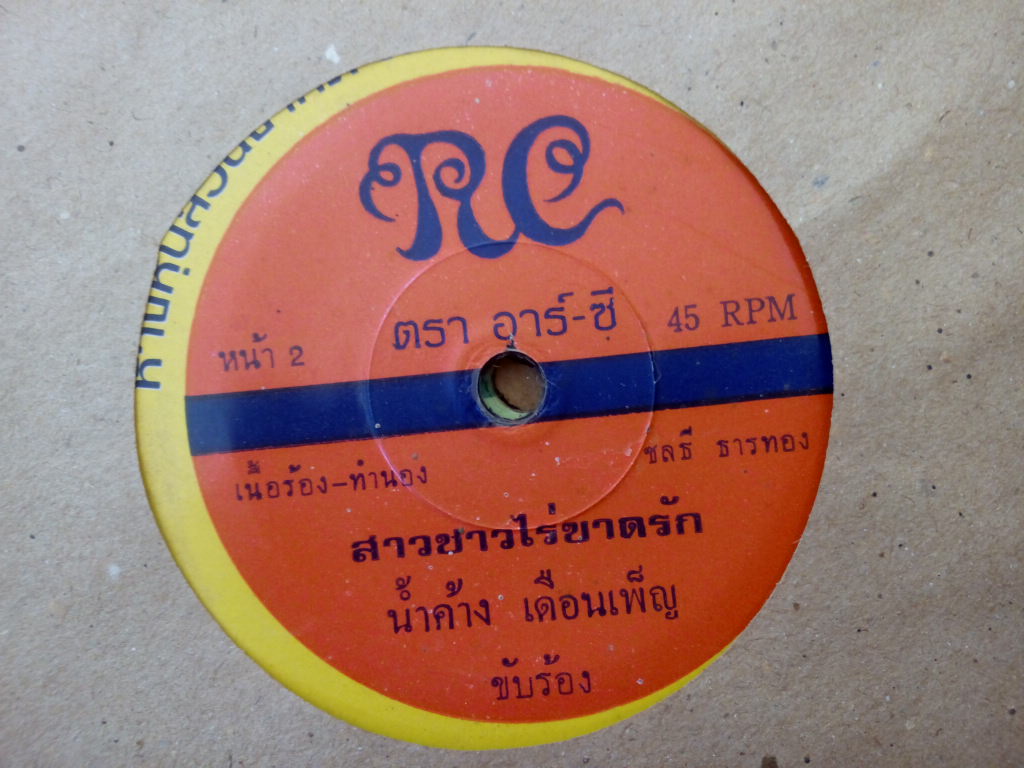 RC
ตรา อาร์-ซี
45 RPM
หน้า 2
เนื้อร้อง-ทำนอง
ชลธี ธารทอง
สาวชาวไร่ขาดรัก
น้ำค้าง เดือนเพ็ญ
ขับร้อง